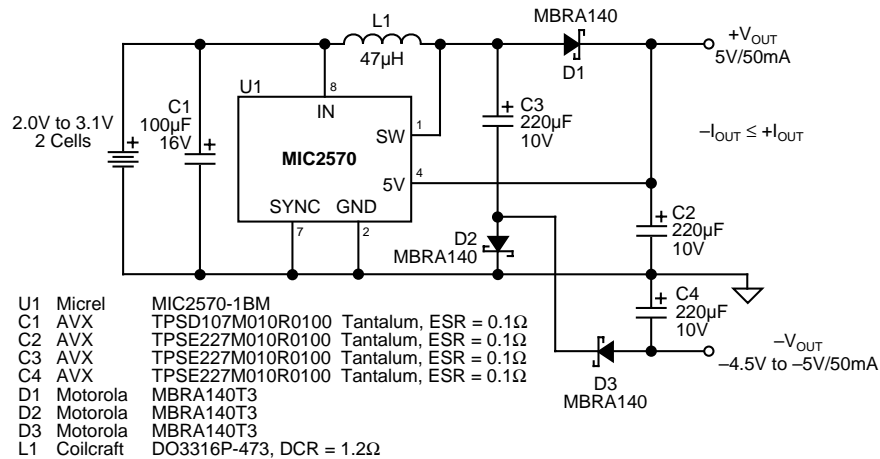 MBRA140
L1
+VOUT
47µH
5V/50mA
D1
U1
8
C1
100µF
16V
IN
C3
220µF
10V
2.0V to 3.1V
2 Cells
1
SW
–IOUT ≤ +IOUT
MIC2570
4
5V
SYNC GND
7
2
D2
MBRA140
C2
220µF
10V
C4
220µF
10V
–VOUT
–4.5V to –5V/50mA
D3
MBRA140
U1 Micrel MIC2570-1BM
C1 AVX TPSD107M010R0100 Tantalum, ESR = 0.1Ω
C2 AVX TPSE227M010R0100 Tantalum, ESR = 0.1Ω
C3 AVX TPSE227M010R0100 Tantalum, ESR = 0.1Ω
C4 AVX TPSE227M010R0100 Tantalum, ESR = 0.1Ω
D1 Motorola MBRA140T3
D2 Motorola MBRA140T3
D3 Motorola MBRA140T3
L1 Coilcraft DO3316P-473, DCR = 1.2Ω